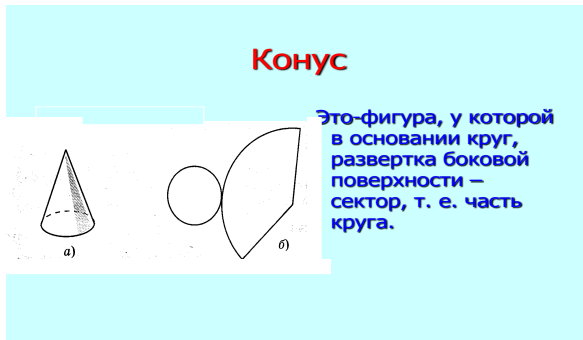 Конус
Это-фигура, у которой
в основании круг,
развертка боковой
поверхности –
сектор, т. е. часть
круга.
а)
б)